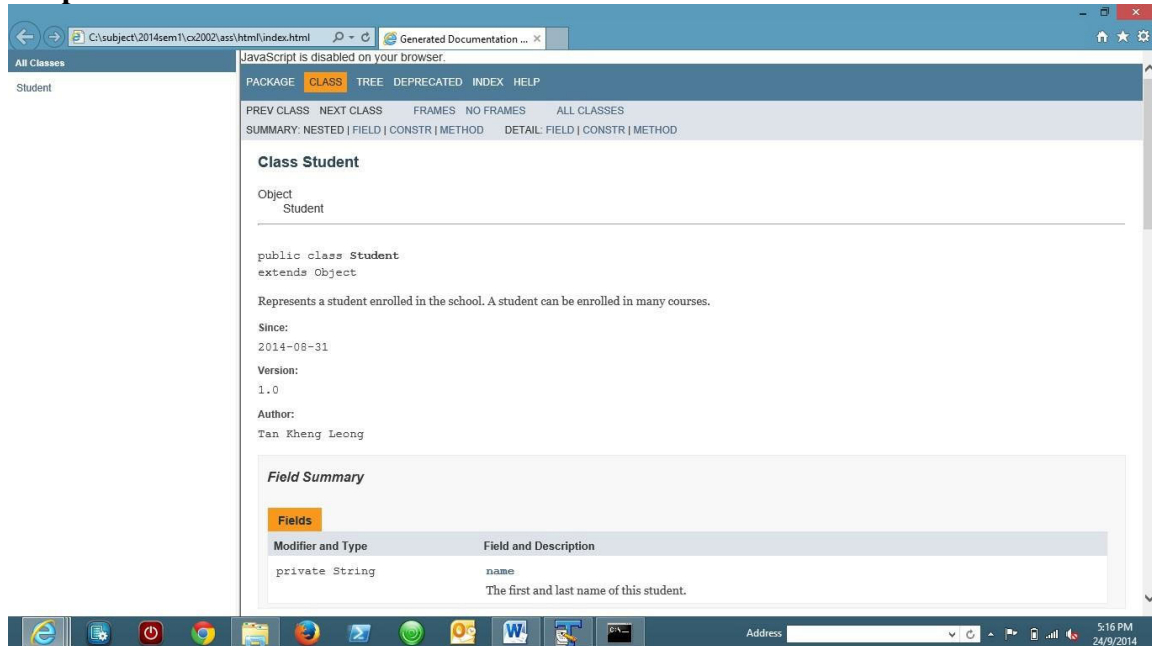 C:\subject\2014sem1\cx2002\ass\html\index.html
Generated Documentation ...
All Classes
Student
JavaScript is disabled on your browser.
PACKAGE CLASS TREE DEPRECATED INDEX HELP
PREV CLASS NEXT CLASS FRAMES NO FRAMES ALL CLASSES
SUMMARY: NESTED | FIELD | CONSTR | METHOD DETAIL: FIELD | CONSTR | METHOD
Class Student
Object
Student
public class Student
extends Object
Represents a student enrolled in the school. A student can be enrolled in many courses.
Since:
2014-08-31
Version:
1.0
Author:
Tan Kheng Leong
Field Summary
Fields
Modifier and Type Field and Description
private String name
The first and last name of this student.
Address
5:16 PM
24/9/2014